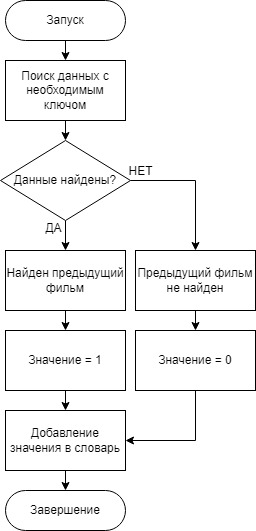 Запуск
Поиск данных с
необходимым
ключом
Данные найдены?
НЕТ
ДА
Найден предыдущий
фильм
Предыдущий фильм
не найден
Значение = 1
Значение = 0
Добавление
значения в словарь
Завершение